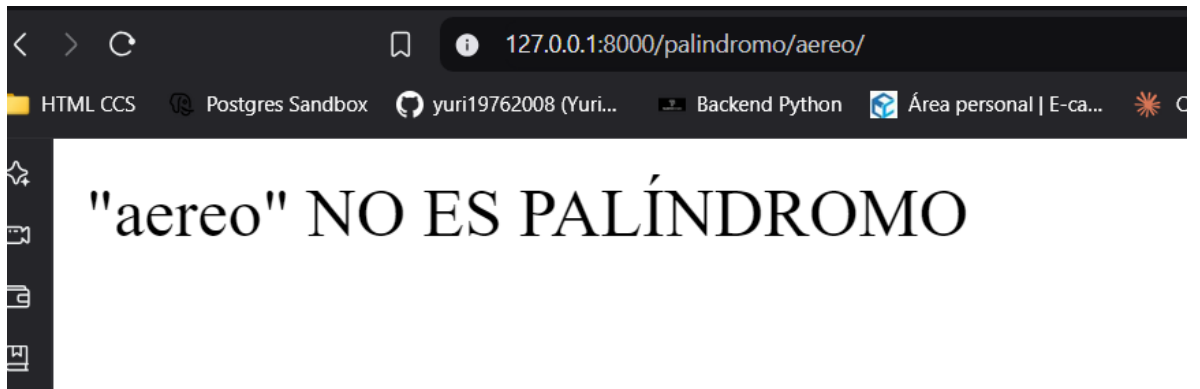 127.0.0.1:8000/palindromo/aereo/
HTML CCS Postgres Sandbox yuri19762008 (Yuri... Backend Python Área personal | E-ca...
"aereo" NO ES PALÍNDROMO